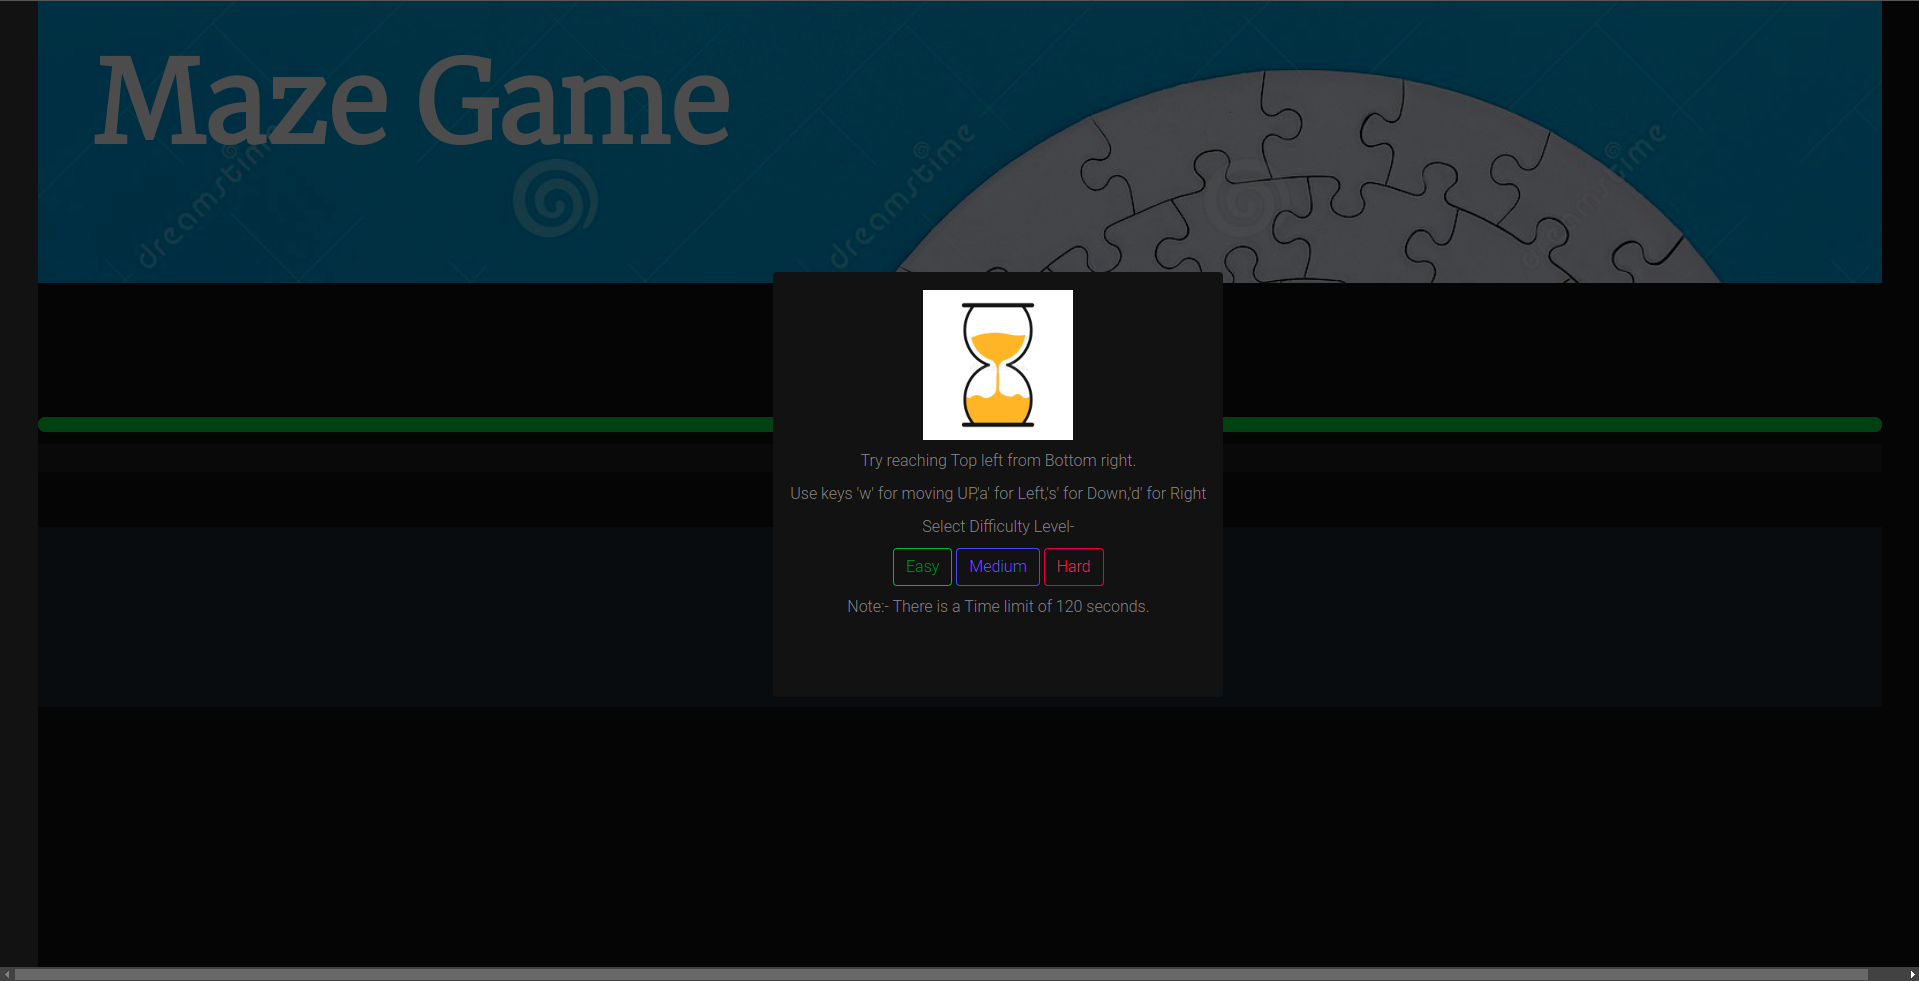 Maze Game
dreamstime
dreamstime
dreamstime
Try reaching Top left from Bottom right.
Use keys 'w' for moving UP,'a' for Left,'s' for Down,'d' for Right
Select Difficulty Level-
Easy Medium Hard
Note:- There is a Time limit of 120 seconds.